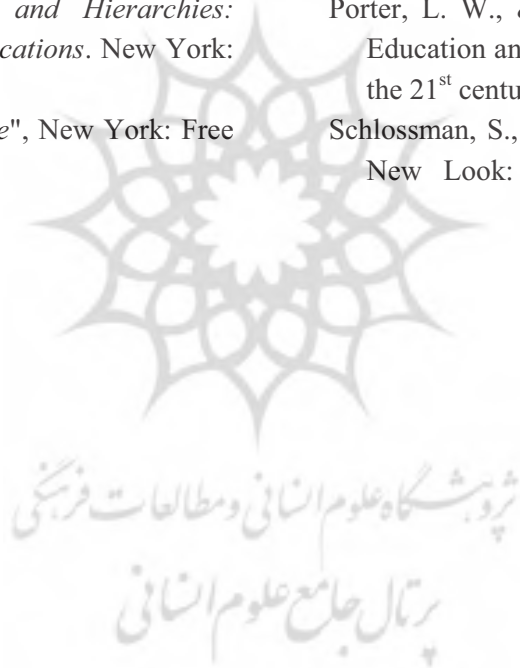 and Hierarchies:
cations. New York:
e", New York: Free
Porter, L. W., &
Education an
the 21st centu
Schlossman, S.,
New Look:
پژوهشگاه علوم انسانی و مطالعات فرهنگی
پرتال جامع علوم انسانی